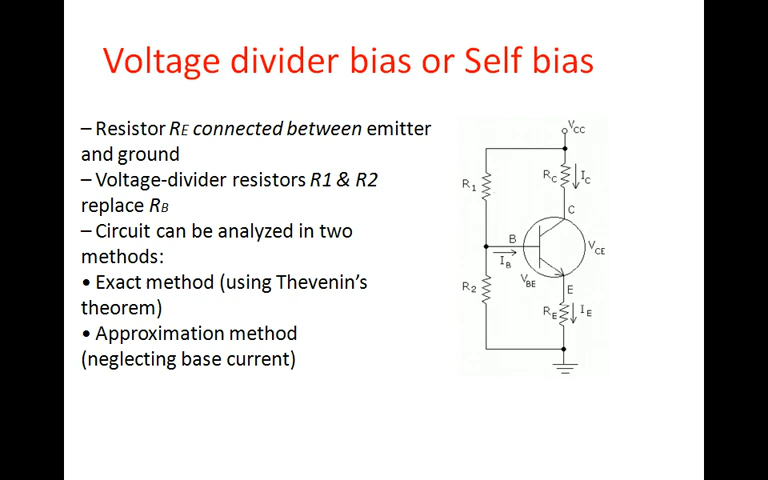 Voltage divider bias or Self bias
– Resistor RE connected between emitter
and ground
– Voltage-divider resistors R1 & R2
replace RB
– Circuit can be analyzed in two
methods:
• Exact method (using Thevenin's
theorem)
• Approximation method
(neglecting base current)
VCC
R1
RC
IC
C
B
IB
VCE
VBE
R2
E
RE
IE